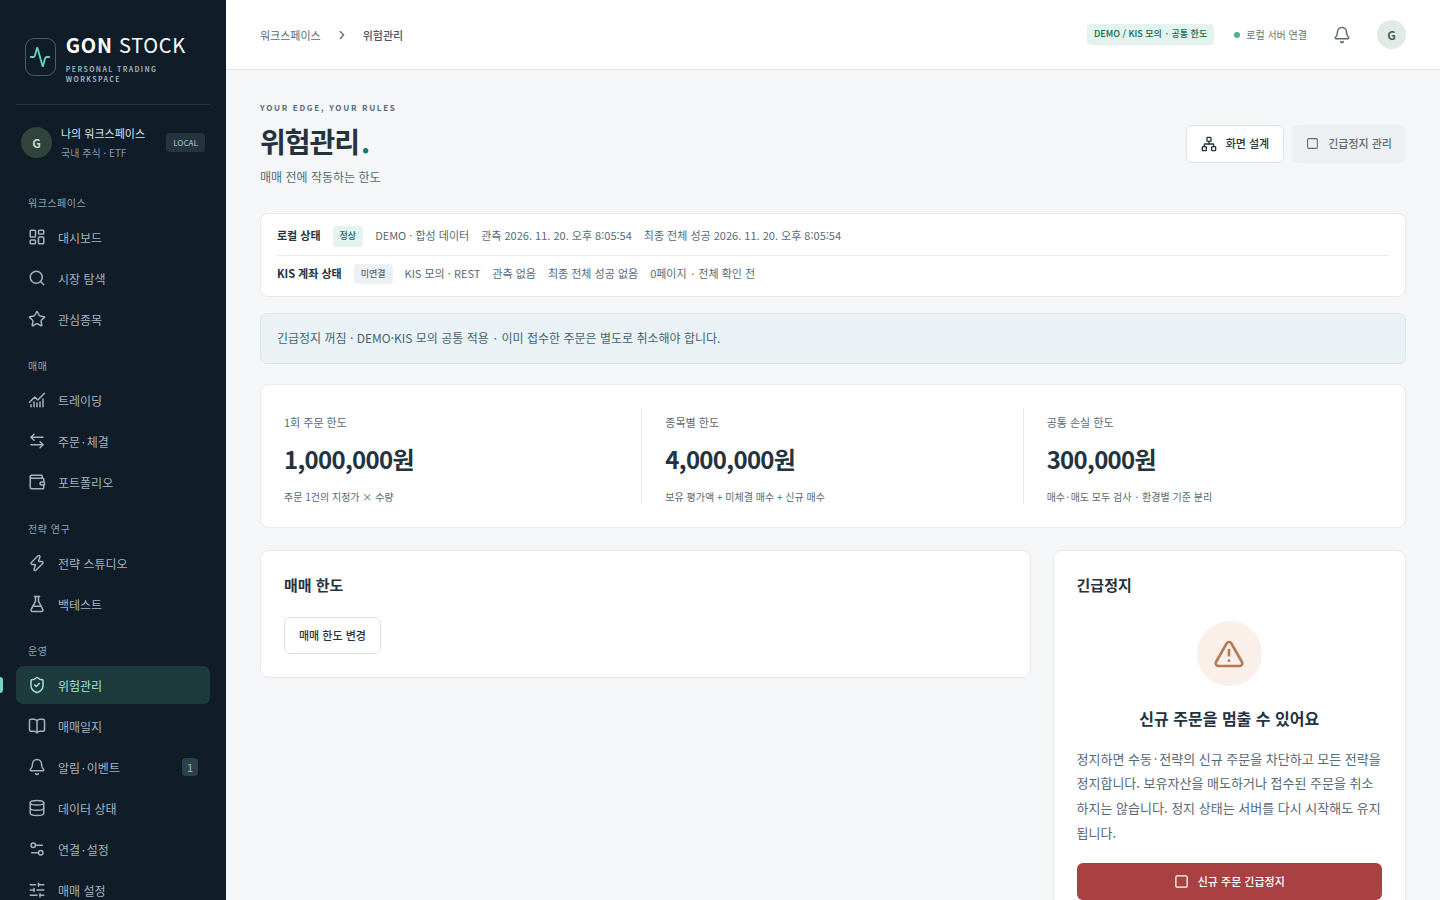 GON STOCK
PERSONAL TRADING
WORKSPACE
G
나의 워크스페이스
국내 주식 · ETF
LOCAL
워크스페이스
대시보드
시장 탐색
관심종목
매매
트레이딩
주문·체결
포트폴리오
전략 연구
전략 스튜디오
백테스트
운영
위험관리
매매일지
알림·이벤트
1
데이터 상태
연결·설정
매매 설정
워크스페이스 > 위험관리
DEMO / KIS 모의 · 공통 한도
로컬 서버 연결
G
YOUR EDGE, YOUR RULES
위험관리.
매매 전에 작동하는 한도
화면 설계
긴급정지 관리
로컬 상태 정상 DEMO · 합성 데이터 관측 2026. 11. 20. 오후 8:05:54 최종 전체 성공 2026. 11. 20. 오후 8:05:54
KIS 계좌 상태 미연결 KIS 모의 · REST 관측 없음 최종 전체 성공 없음 0페이지 · 전체 확인 전
긴급정지 꺼짐 · DEMO·KIS 모의 공통 적용 · 이미 접수한 주문은 별도로 취소해야 합니다.
1회 주문 한도
1,000,000원
주문 1건의 지정가 × 수량
종목별 한도
4,000,000원
보유 평가액 + 미체결 매수 + 신규 매수
공통 손실 한도
300,000원
매수·매도 모두 검사 · 환경별 기준 분리
매매 한도
매매 한도 변경
긴급정지
신규 주문을 멈출 수 있어요
정지하면 수동·전략의 신규 주문을 차단하고 모든 전략을
정지합니다. 보유자산을 매도하거나 접수된 주문을 취소
하지는 않습니다. 정지 상태는 서버를 다시 시작해도 유지
됩니다.
신규 주문 긴급정지